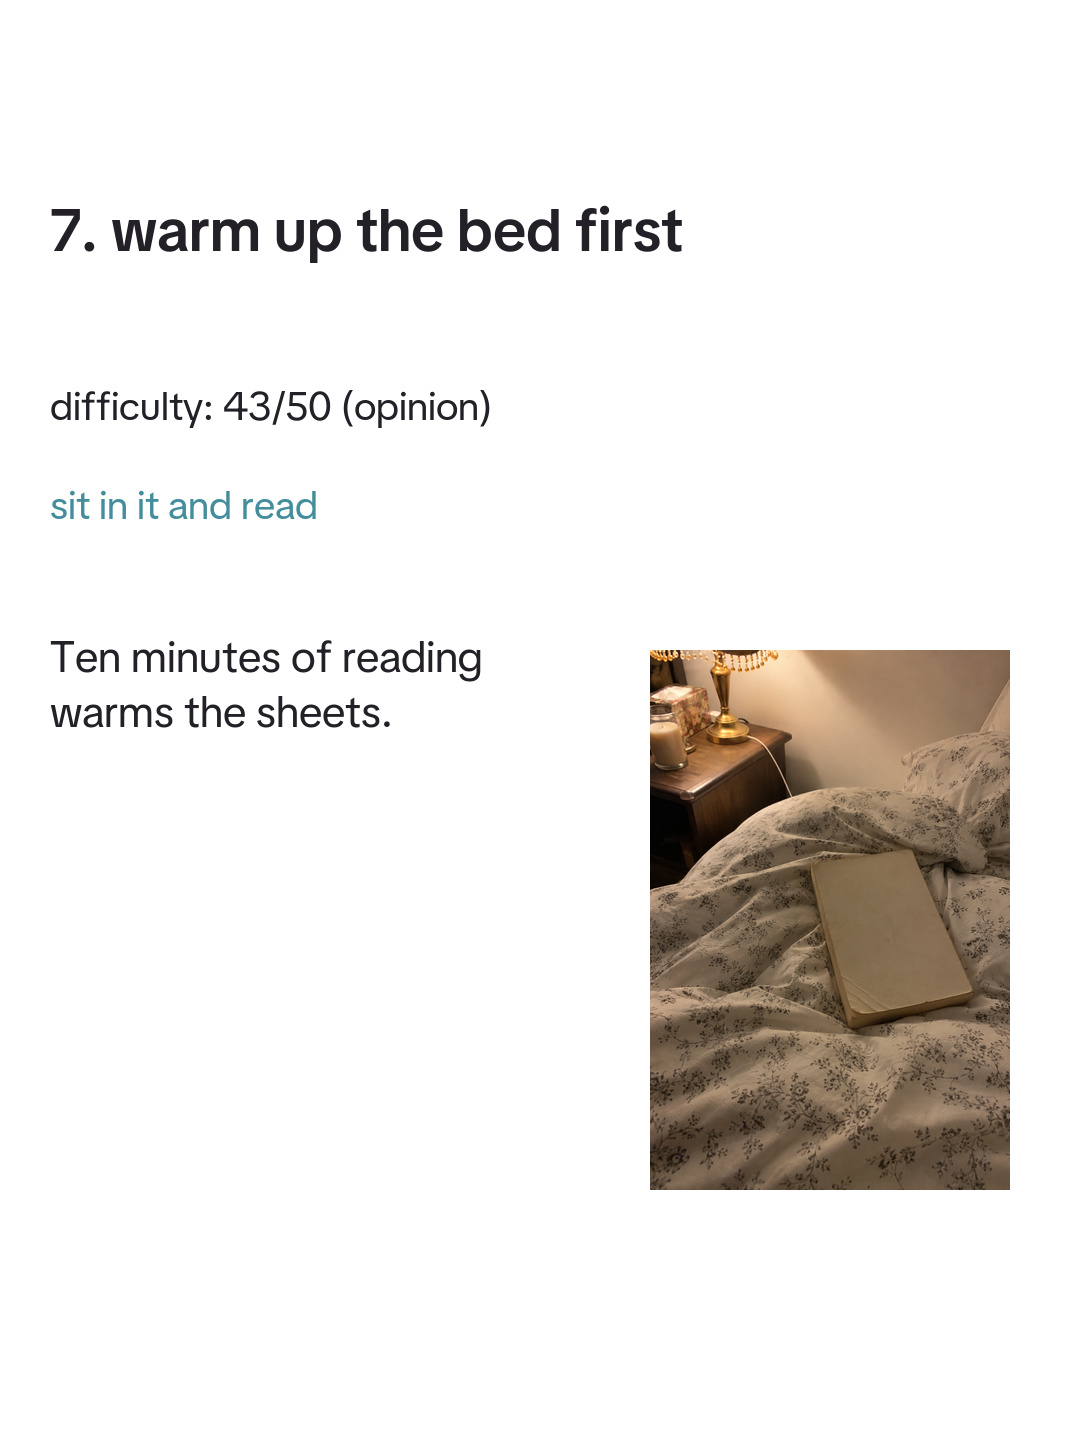 7. warm up the bed first
difficulty: 43/50 (opinion)
sit in it and read
Ten minutes of reading
warms the sheets.